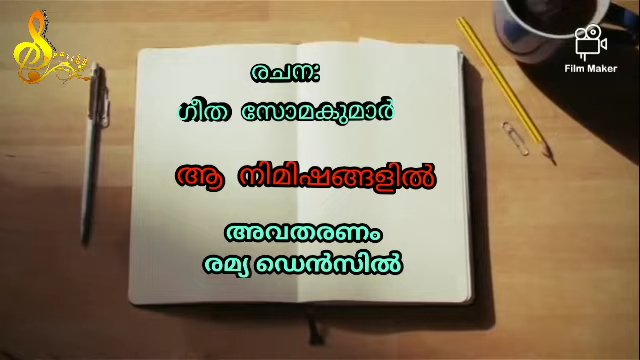 രചന:
ഗീത സോമകുമാർ
ആ നിമിഷങ്ങളിൽ
അവതരണം
രമ്യ ഡെൻസിൽ
Film Maker